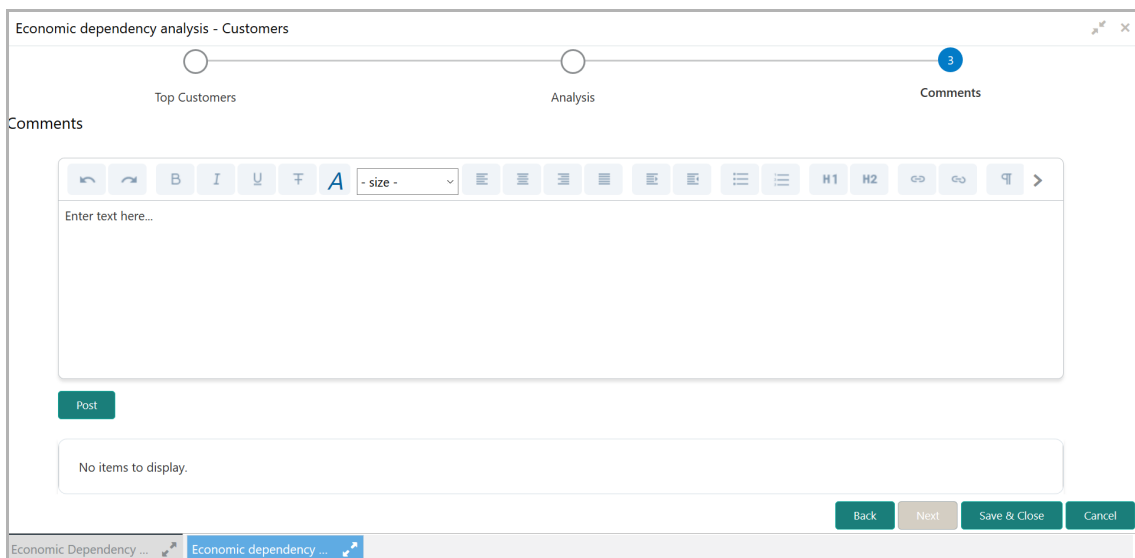 Economic dependency analysis - Customers
3
Top Customers
Analysis
Comments
Comments
B I U T A - size - H1 H2
Enter text here...
Post
No items to display.
Back Next Save & Close Cancel
Economic Dependency ... Economic dependency ...